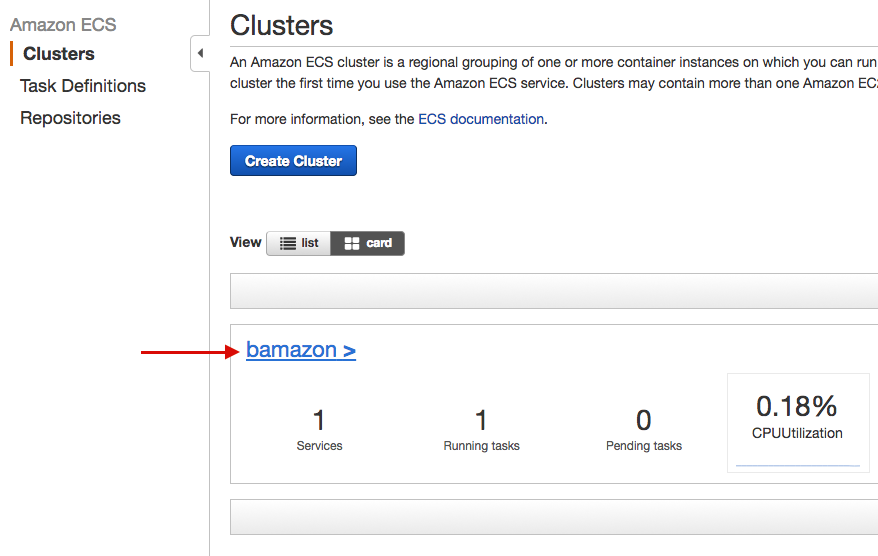 Amazon ECS
Clusters
Task Definitions
Repositories
Clusters
An Amazon ECS cluster is a regional grouping of one or more container instances on which you can run
cluster the first time you use the Amazon ECS service. Clusters may contain more than one Amazon EC
For more information, see the ECS documentation.
Create Cluster
View list card
bamazon >
1 1 0 0.18%
Services Running tasks Pending tasks CPUUtilization